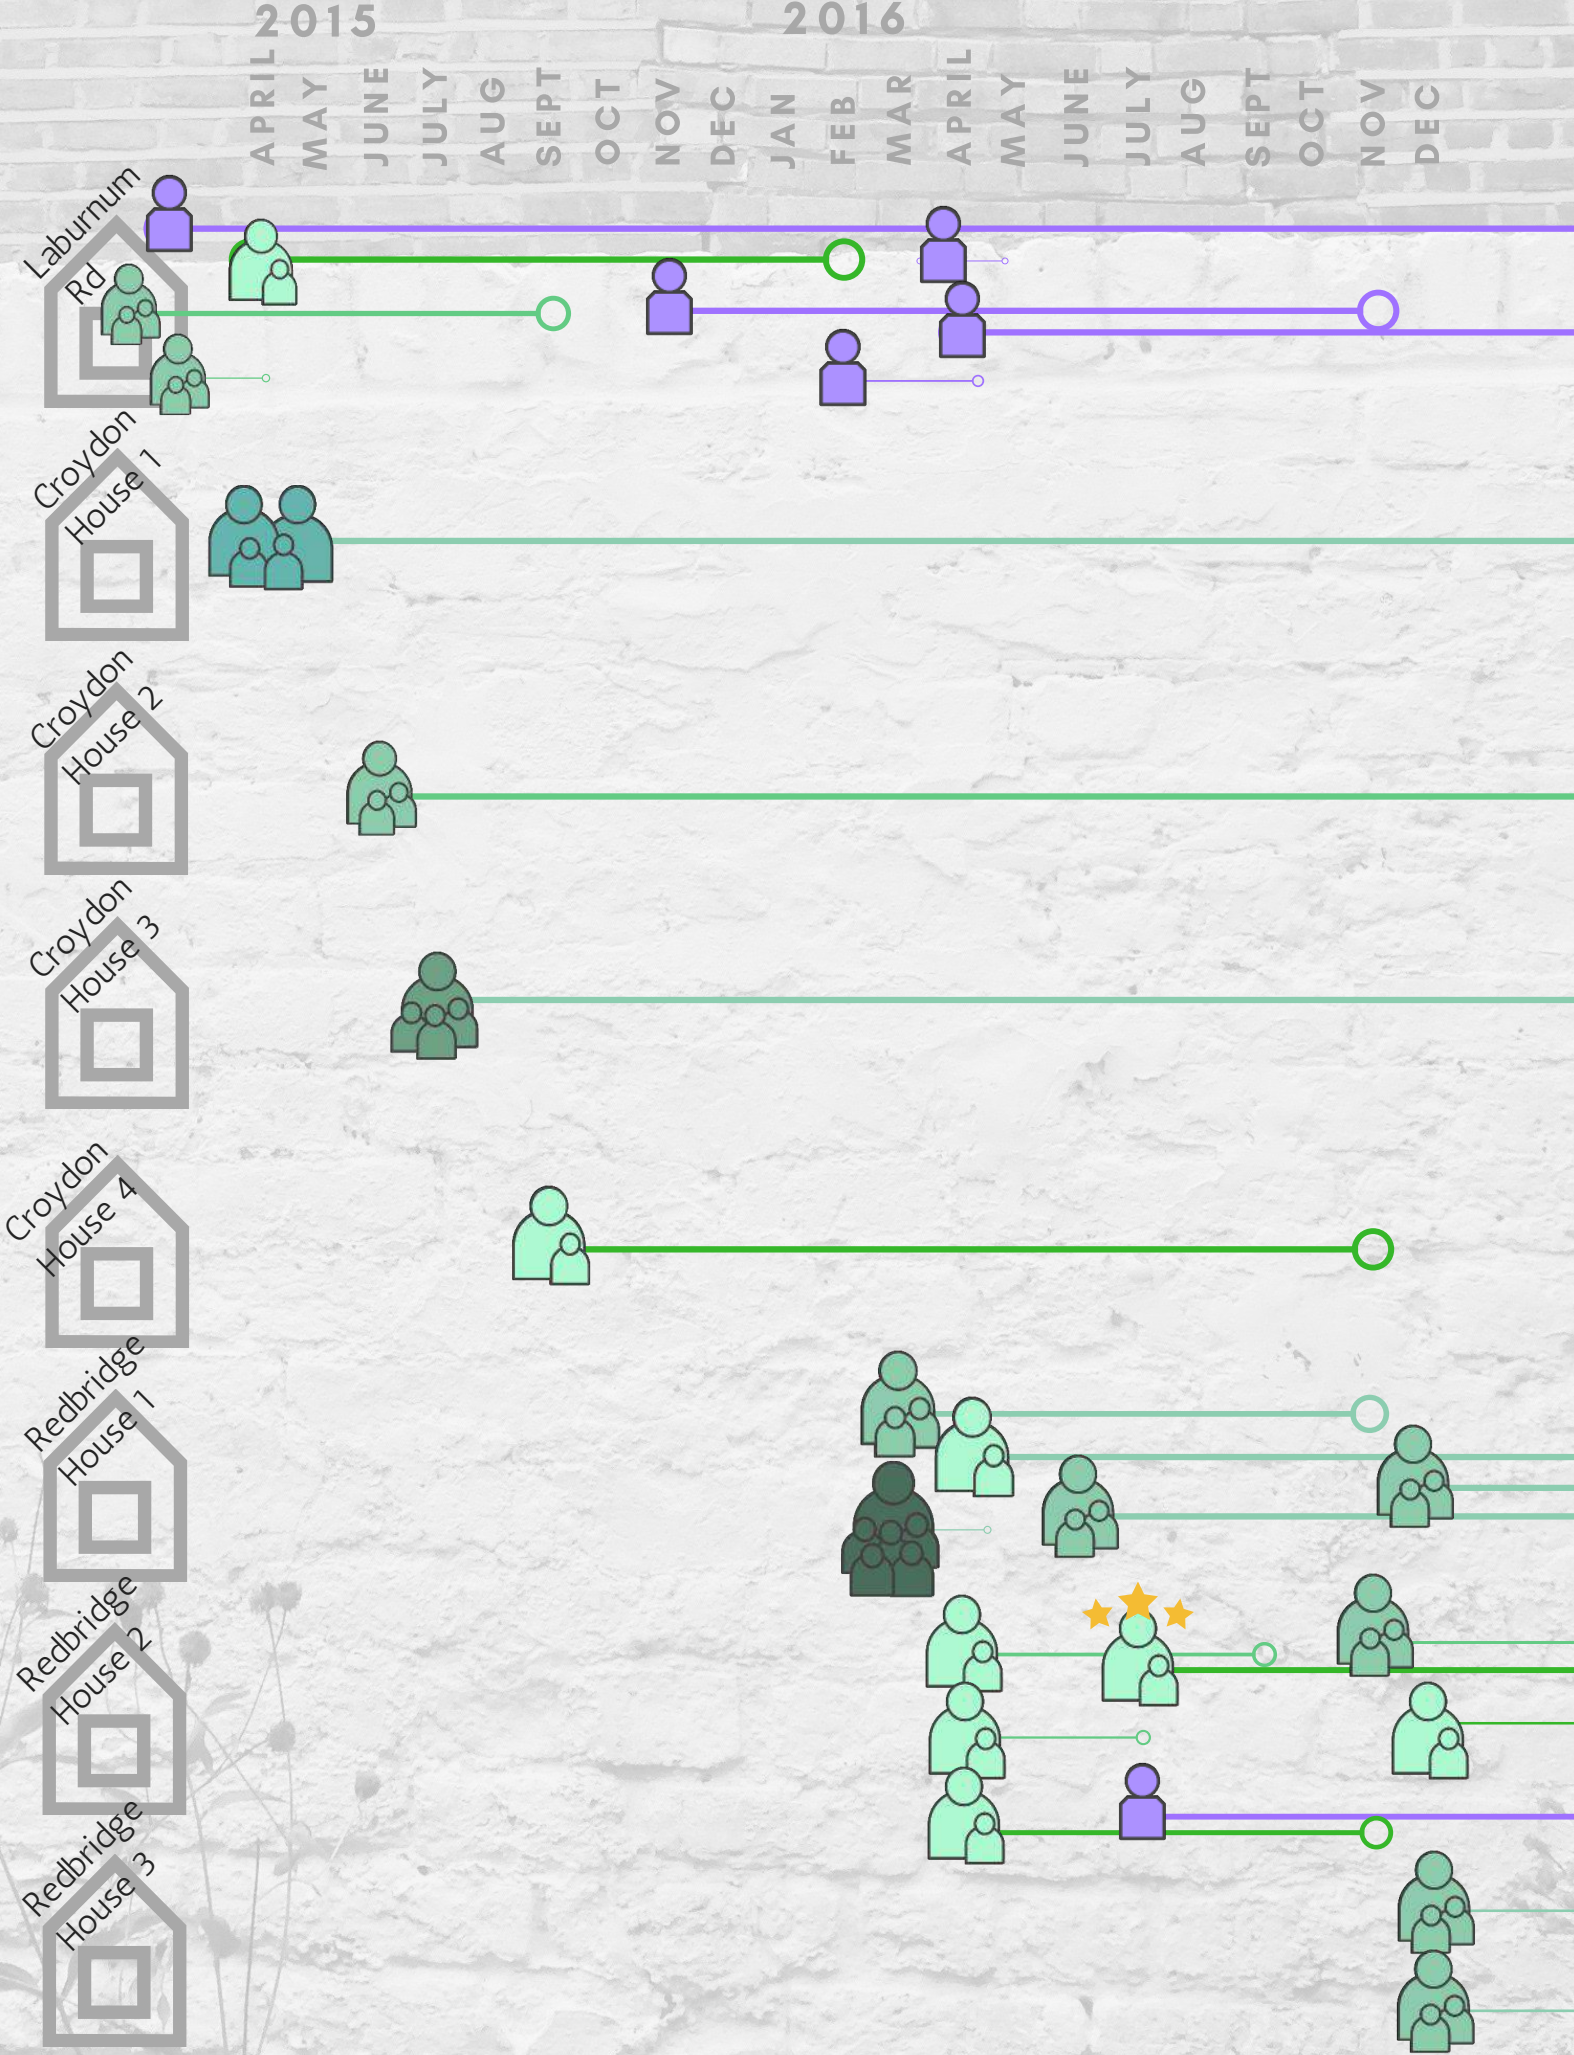 2015 2016
APRIL
MAY
JUNE
JULY
AUG
SEPT
OCT
NOV
DEC
JAN
FEB
MAR
APRIL
MAY
JUNE
JULY
AUG
SEPT
OCT
NOV
DEC
Laburnum
Rd
Croydon
House 1
Croydon
House 2
Croydon
House 3
Croydon
House 4
Redbridge
House 1
Redbridge
House 2
Redbridge
House 3